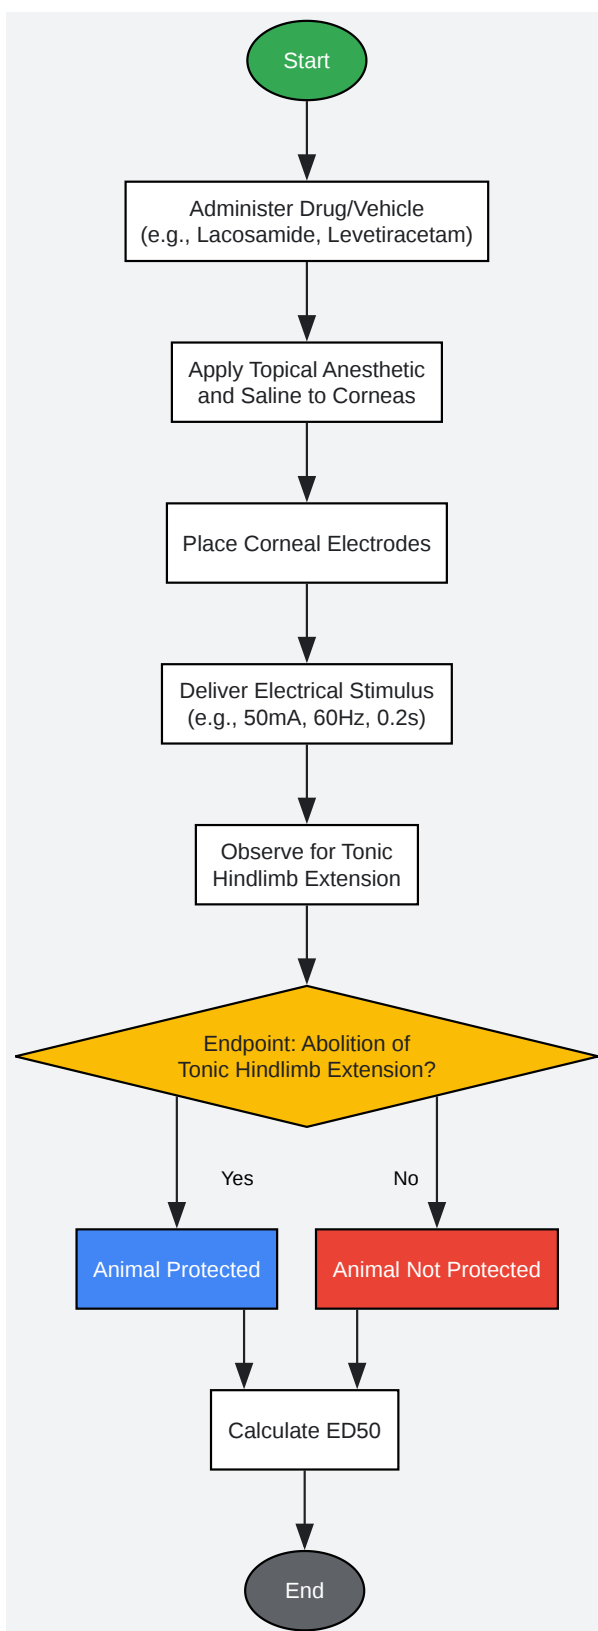 Start
Administer Drug/Vehicle
(e.g., Lacosamide, Levetiracetam)
Apply Topical Anesthetic
and Saline to Corneas
Place Corneal Electrodes
Deliver Electrical Stimulus
(e.g., 50mA, 60Hz, 0.2s)
Observe for Tonic
Hindlimb Extension
Endpoint: Abolition of
Tonic Hindlimb Extension?
Yes
No
Animal Protected
Animal Not Protected
Calculate ED50
End